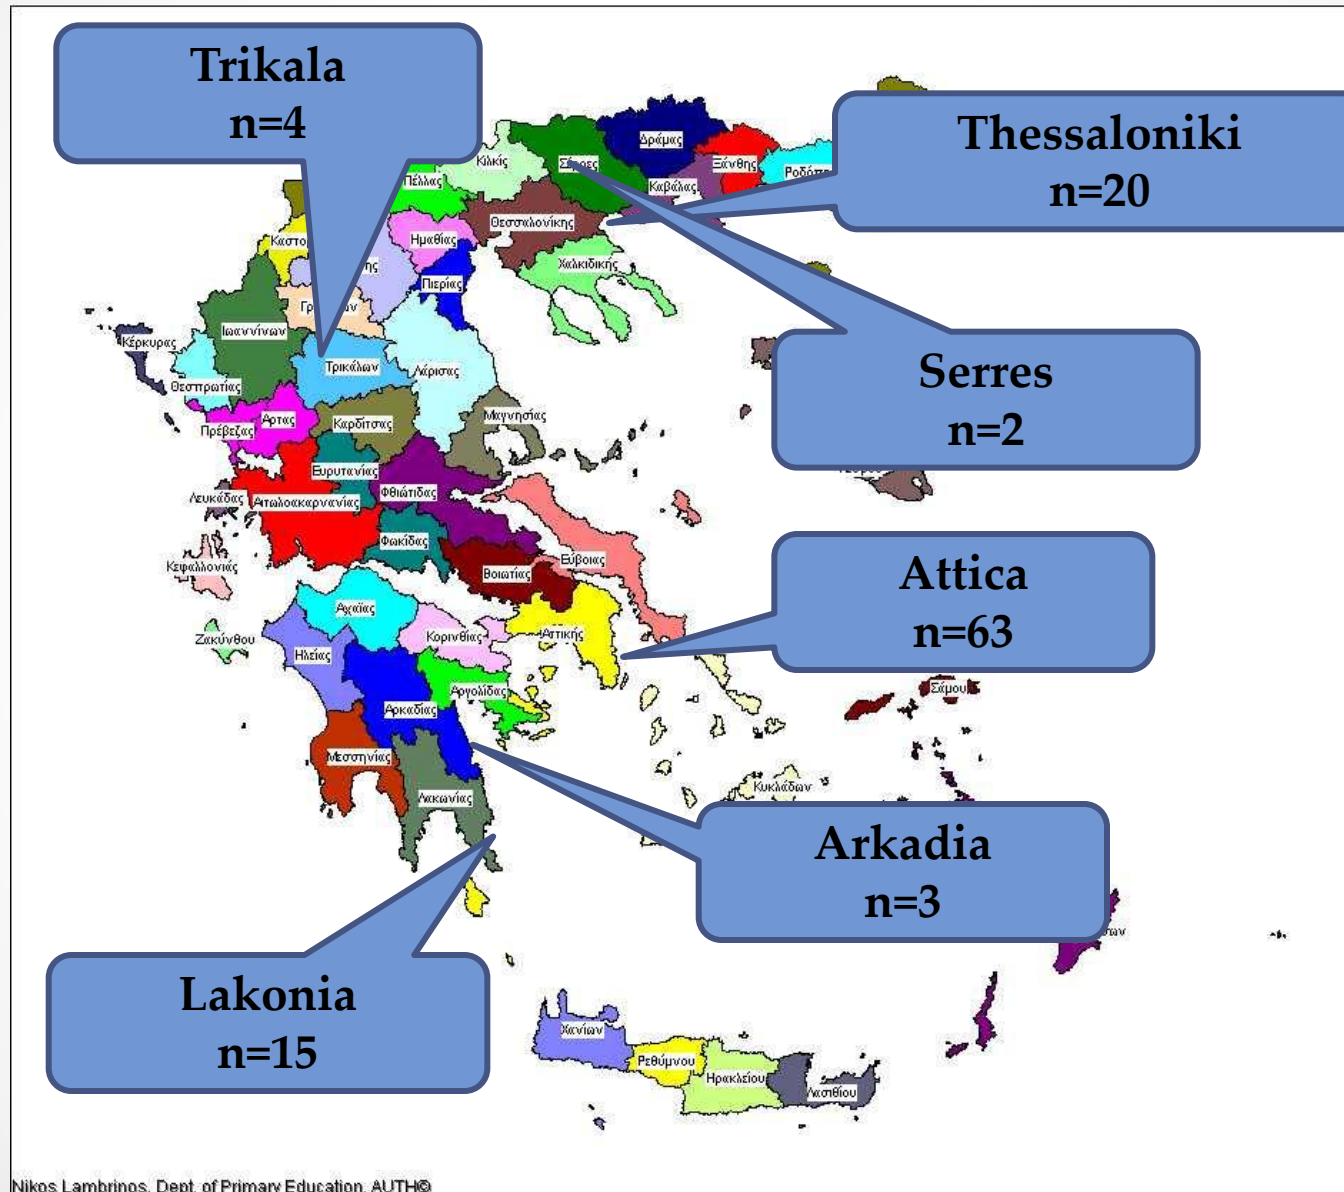 Trikala
n=4
Thessaloniki
n=20
Serres
n=2
Attica
n=63
Arkadia
n=3
Lakonia
n=15
Δράμας
Ξάνθης
Καβάλας
Κιλκίς
Πέλλας
Θεσσαλονίκης
Ημαθίας
Χαλκιδικής
Πιερίας
Ιωαννίνων
Κέρκυρας
Τρικάλων
Λάρισας
Θεσπρωτίας
Πρέβεζας
Άρτας
Καρδίτσας
Μαγνησίας
Ευρυτανίας
Φθιώτιδας
Λευκάδας
Αιτωλοακαρνανίας
Φωκίδας
Εύβοιας
Κεφαλλονιάς
Βοιωτίας
Αχαΐας
Ζακύνθου
Κορινθίας
Αττικής
Ηλείας
Αργολίδας
Σάμου
Αρκαδίας
Μεσσηνίας
Λακωνίας
Κυκλάδων
Χανίων
Ρεθύμνου
Ηρακλείου
Λασιθίου
Nikos Lambrinos, Dept. of Primary Education, AUTH©